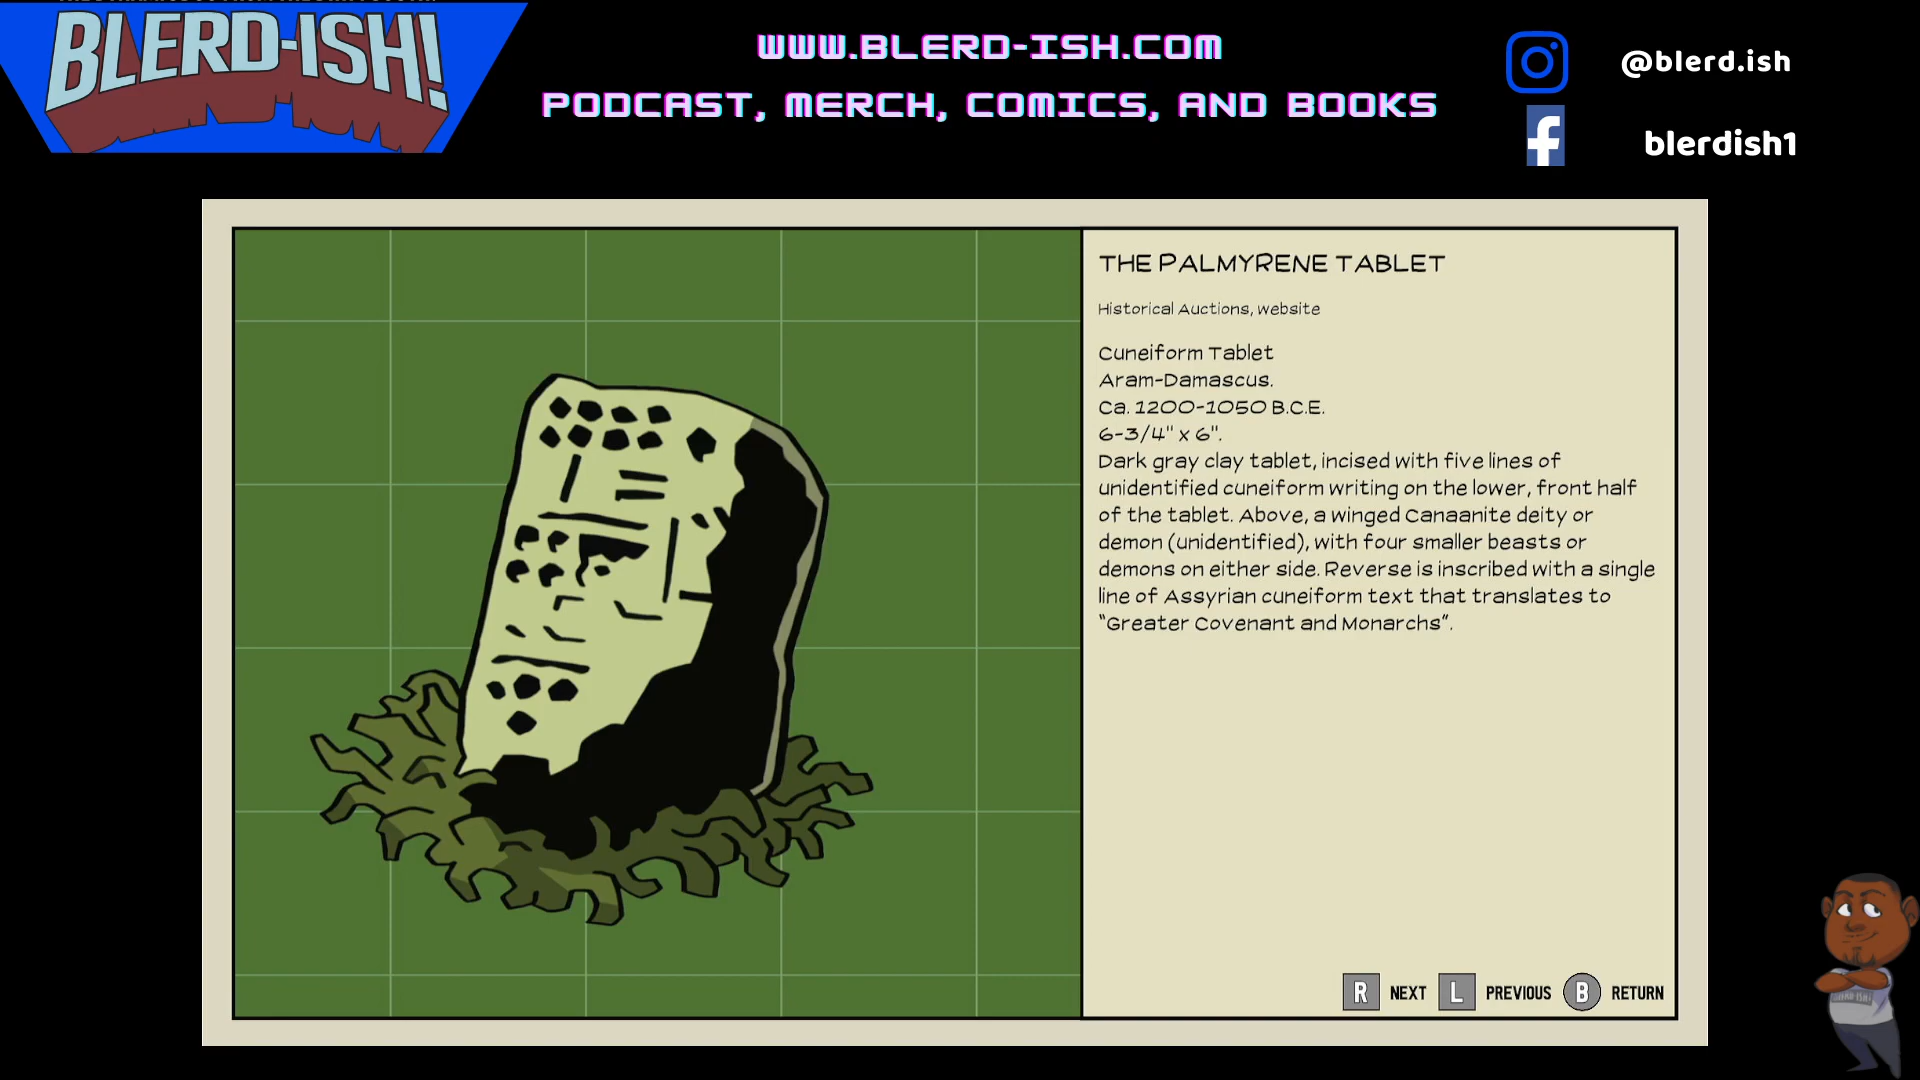 BLERD-ISH!
WWW.BLERD-ISH.COM
PODCAST, MERCH, COMICS, AND BOOKS
@blerd.ish
blerdish1
THE PALMYRENE TABLET
Historical Auctions, website
Cuneiform Tablet
Aram-Damascus.
Ca. 1200-1050 B.C.E.
6-3/4" x 6".
Dark gray clay tablet, incised with five lines of
unidentified cuneiform writing on the lower, front half
of the tablet. Above, a winged Canaanite deity or
demon (unidentified), with four smaller beasts or
demons on either side. Reverse is inscribed with a single
line of Assyrian cuneiform text that translates to
"Greater Covenant and Monarchs".
R NEXT L PREVIOUS B RETURN
BLERD-ISH!